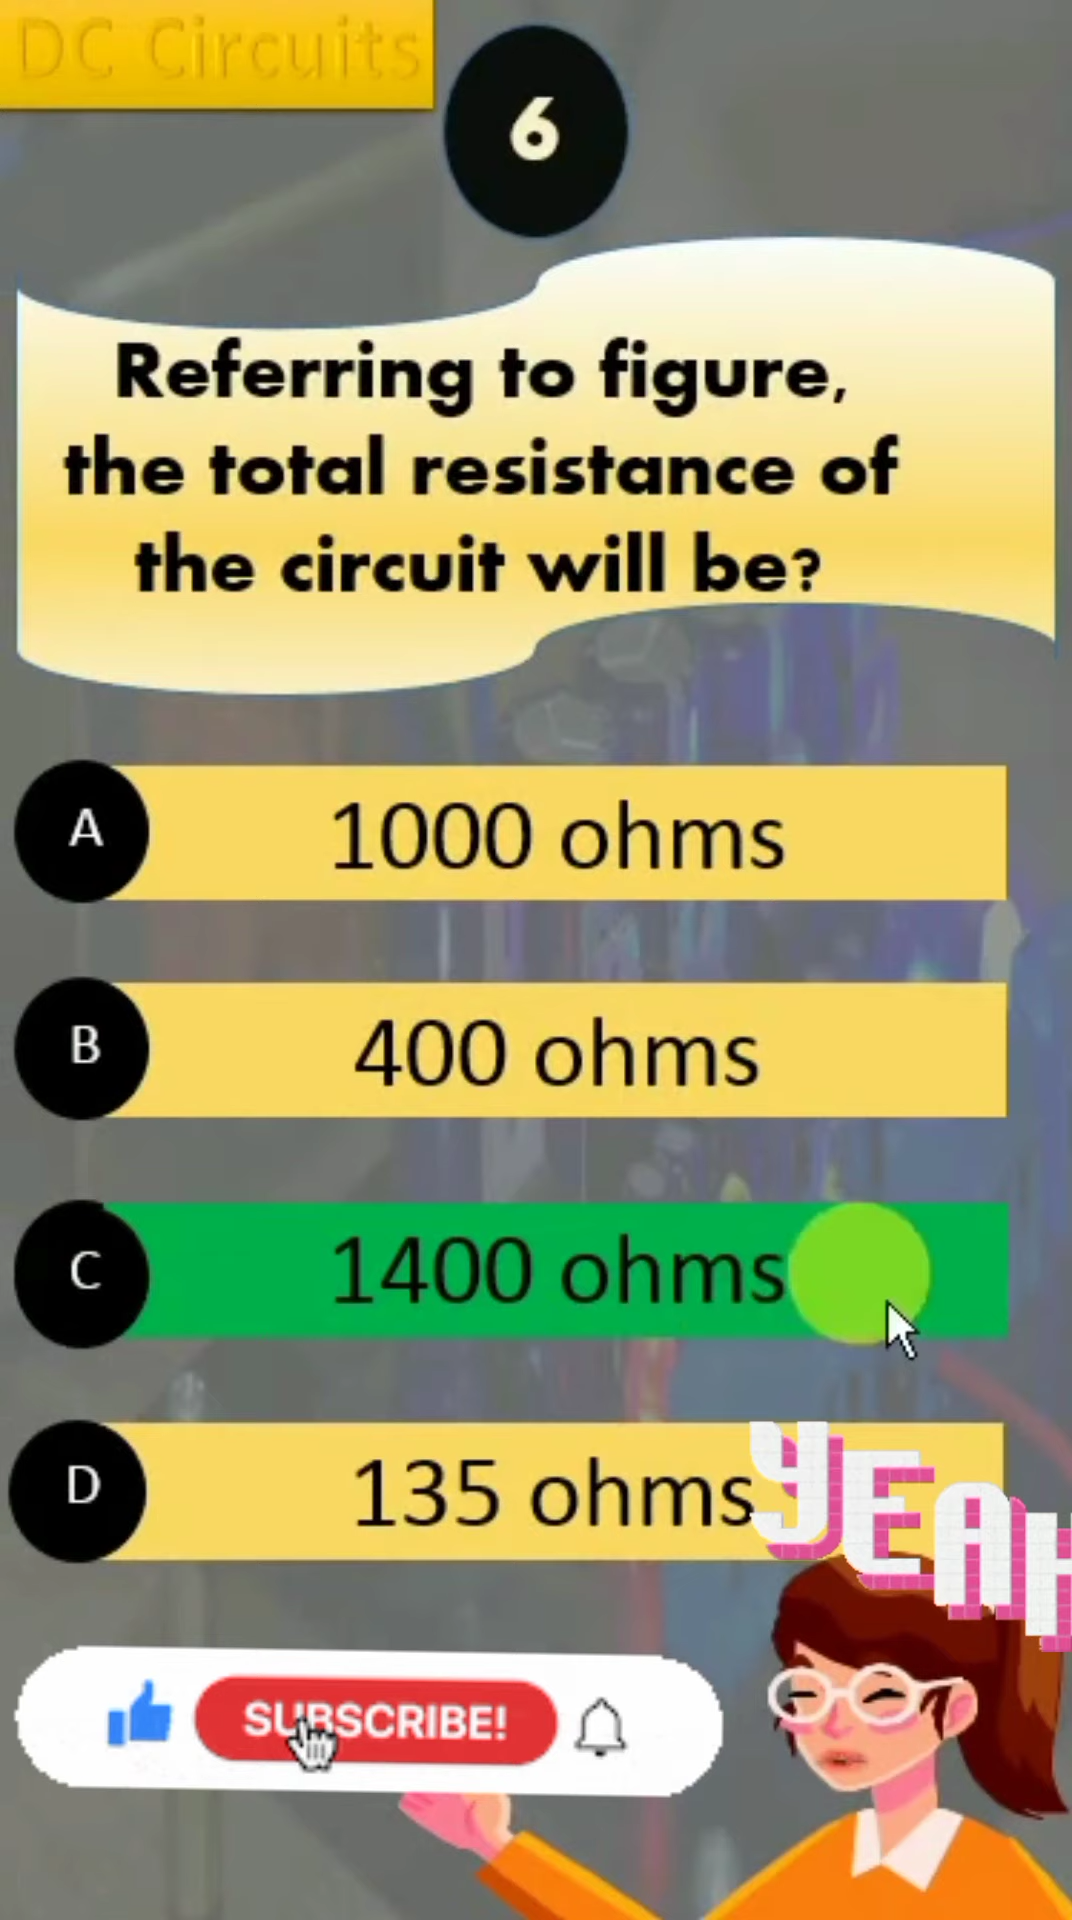 DC Circuits
6
Referring to figure,
the total resistance of
the circuit will be?
A
1000 ohms
B
400 ohms
C
1400 ohms
D
135 ohms
YEAH
SUBSCRIBE!